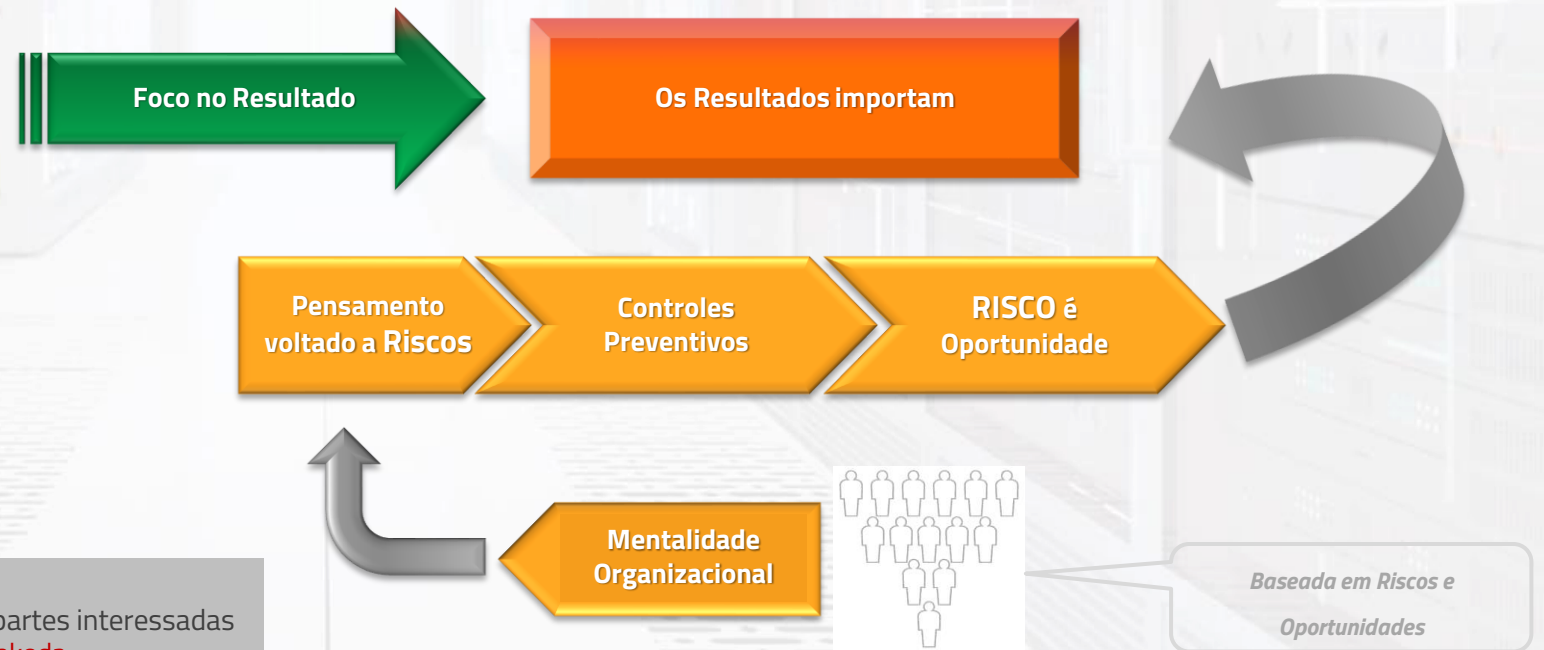 Foco no Resultado
Os Resultados importam
Pensamento
voltado a Riscos
Controles
Preventivos
RISCO é
Oportunidade
Mentalidade
Organizacional
Baseada em Riscos e
Oportunidades
partes interessadas